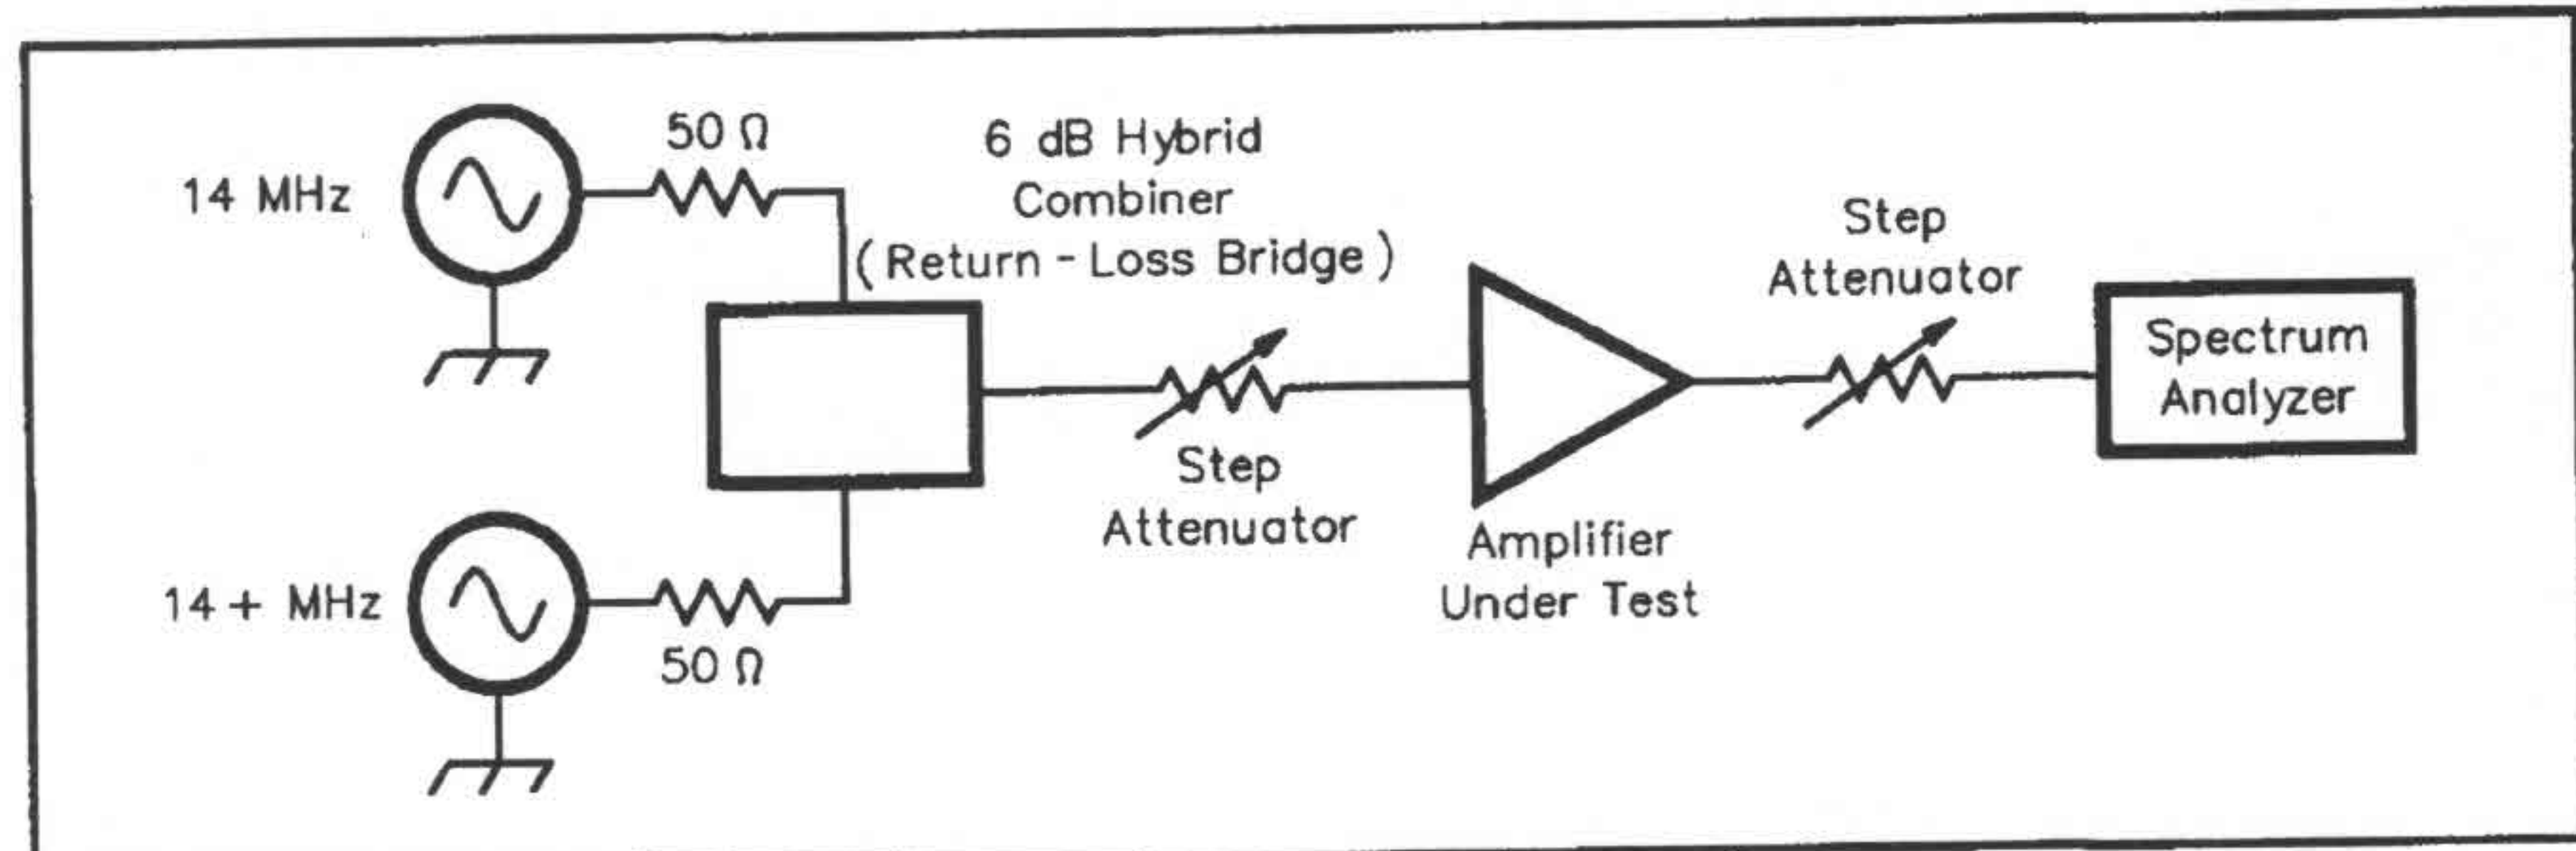 14 MHz
50 Ω
6 dB Hybrid
Combiner
(Return - Loss Bridge)
Step
Attenuator
Spectrum
Analyzer
Step
Attenuator
Amplifier
Under Test
14 + MHz
50 Ω